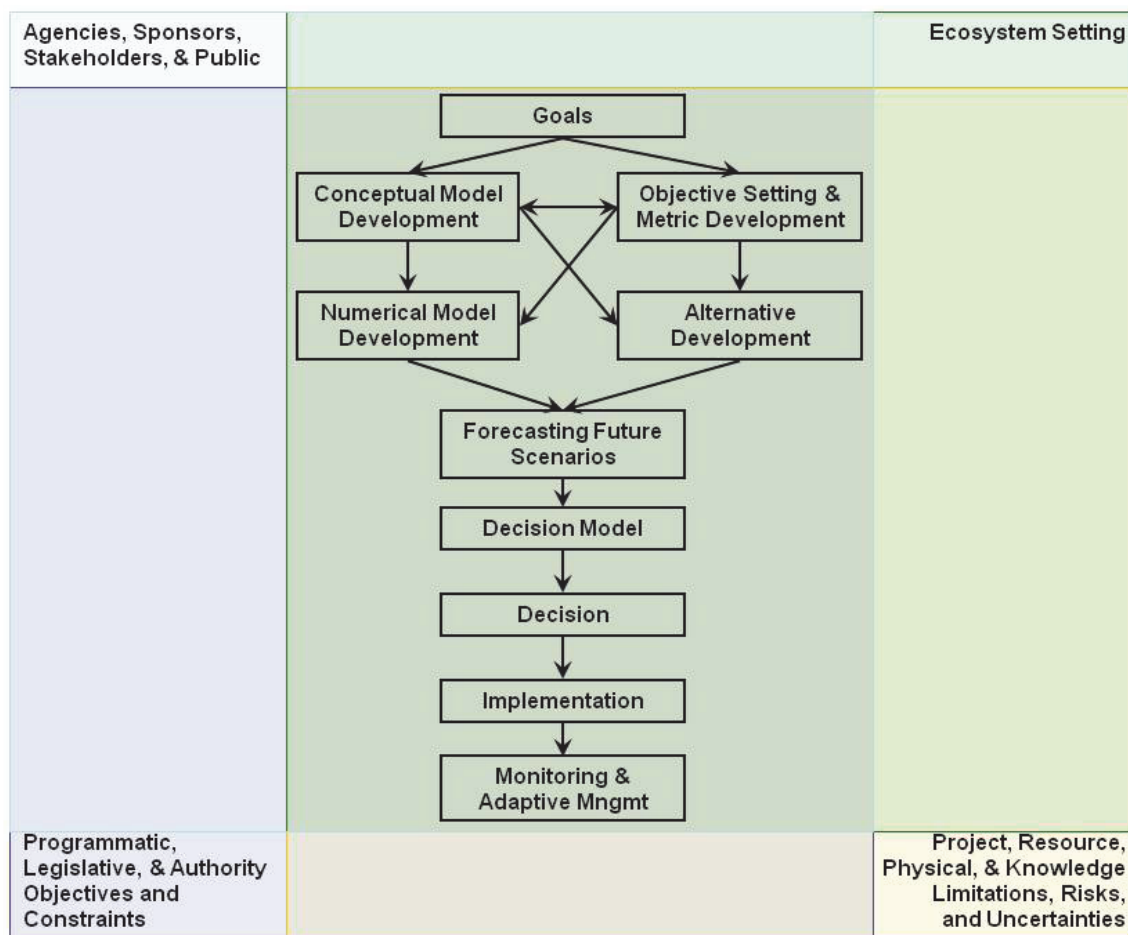 Agencies, Sponsors,
Stakeholders, & Public
Ecosystem Setting
Goals
Conceptual Model
Development
Objective Setting &
Metric Development
Numerical Model
Development
Alternative
Development
Forecasting Future
Scenarios
Decision Model
Decision
Implementation
Monitoring &
Adaptive Mngmt
Programmatic,
Legislative, & Authority
Objectives and
Constraints
Project, Resource,
Physical, & Knowledge
Limitations, Risks,
and Uncertainties